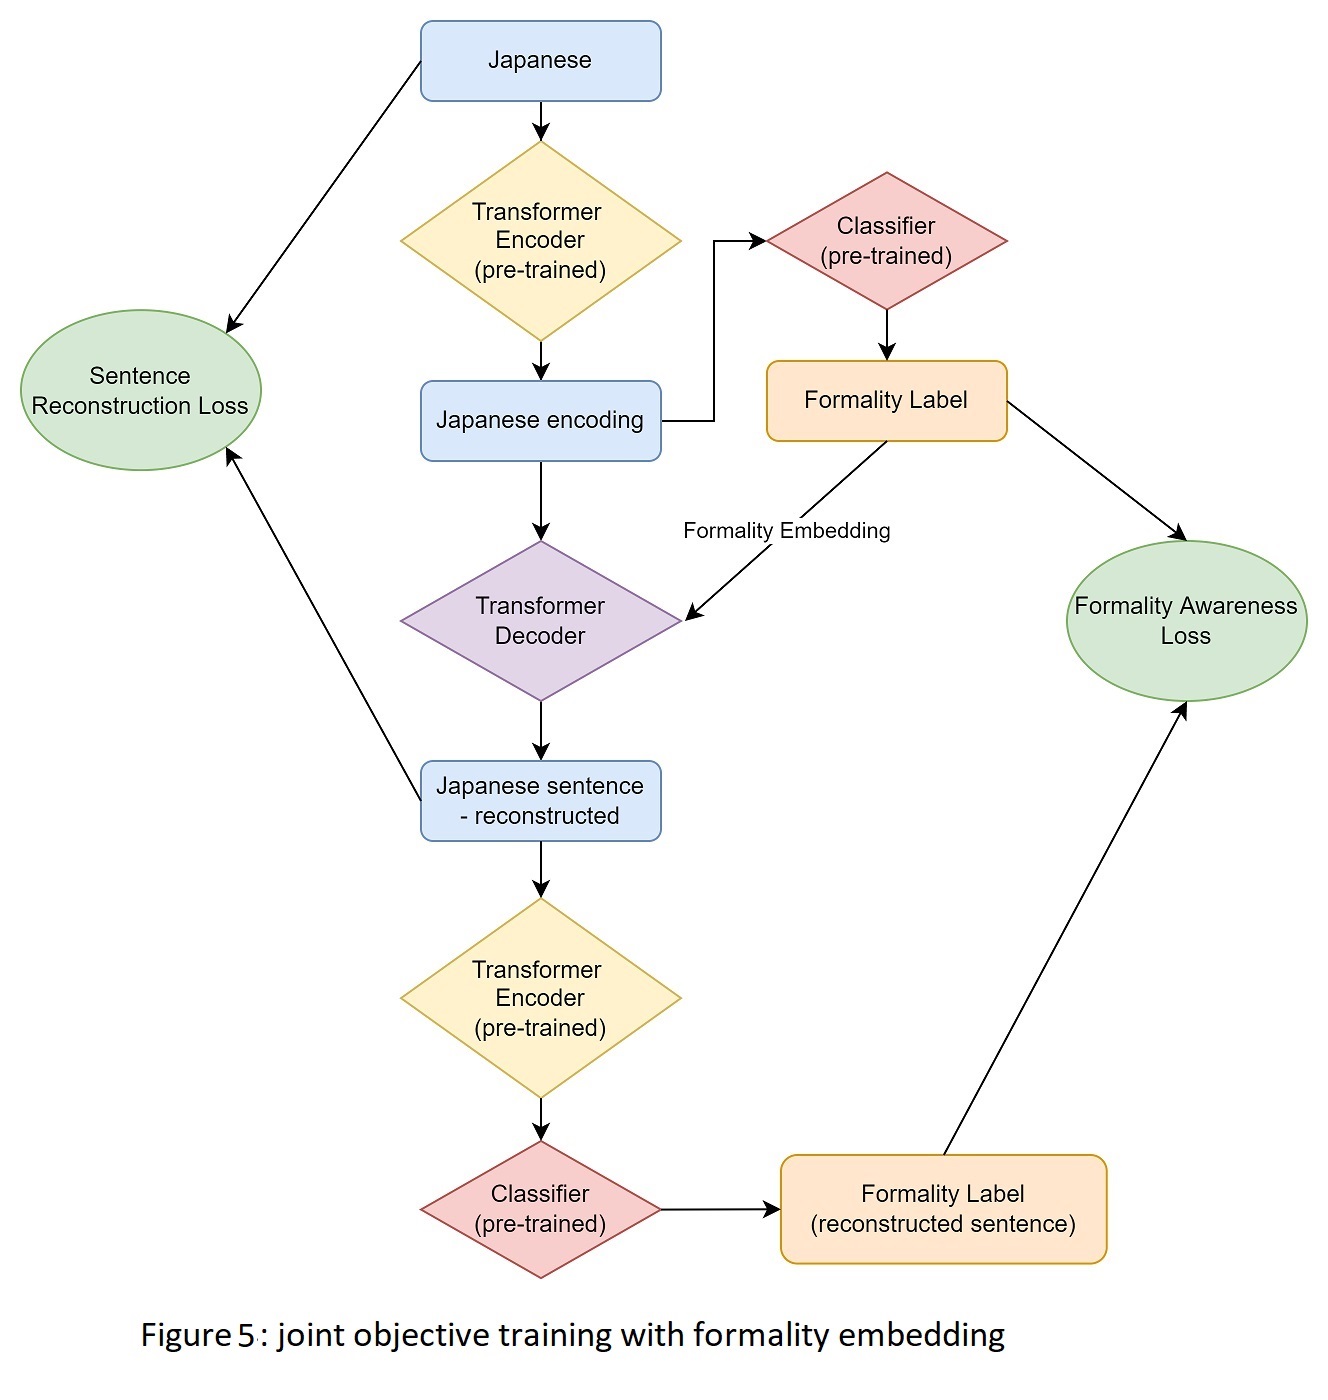 Japanese
Transformer
Encoder
(pre-trained)
Classifier
(pre-trained)
Sentence
Reconstruction Loss
Japanese encoding
Formality Label
Formality Embedding
Transformer
Decoder
Formality Awareness
Loss
Japanese sentence
- reconstructed
Transformer
Encoder
(pre-trained)
Classifier
(pre-trained)
Formality Label
(reconstructed sentence)
Figure 5: joint objective training with formality embedding